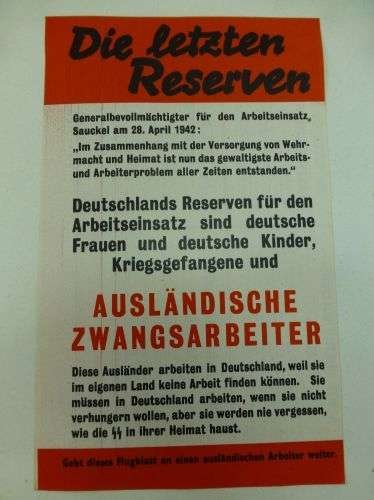 Die letzten
Reserven
Generalbevollmächtigter für den Arbeitseinsatz,
Sauckel am 28. April 1942:
„Im Zusammenhang mit der Versorgung von Wehr-
macht und Heimat ist nun das gewaltigste Arbeits-
und Arbeiterproblem aller Zeiten entstanden.“
Deutschlands Reserven für den
Arbeitseinsatz sind deutsche
Frauen und deutsche Kinder,
Kriegsgefangene und
AUSLÄNDISCHE
ZWANGSARBEITER
Diese Ausländer arbeiten in Deutschland, weil sie
im eigenen Land keine Arbeit finden können. Sie
müssen in Deutschland arbeiten, wenn sie nicht
verhungern wollen, aber sie werden nie vergessen,
wie die ϟϟ in ihrer Heimat haust.
Gebt dieses Flugblatt an einen ausländischen Arbeiter weiter.